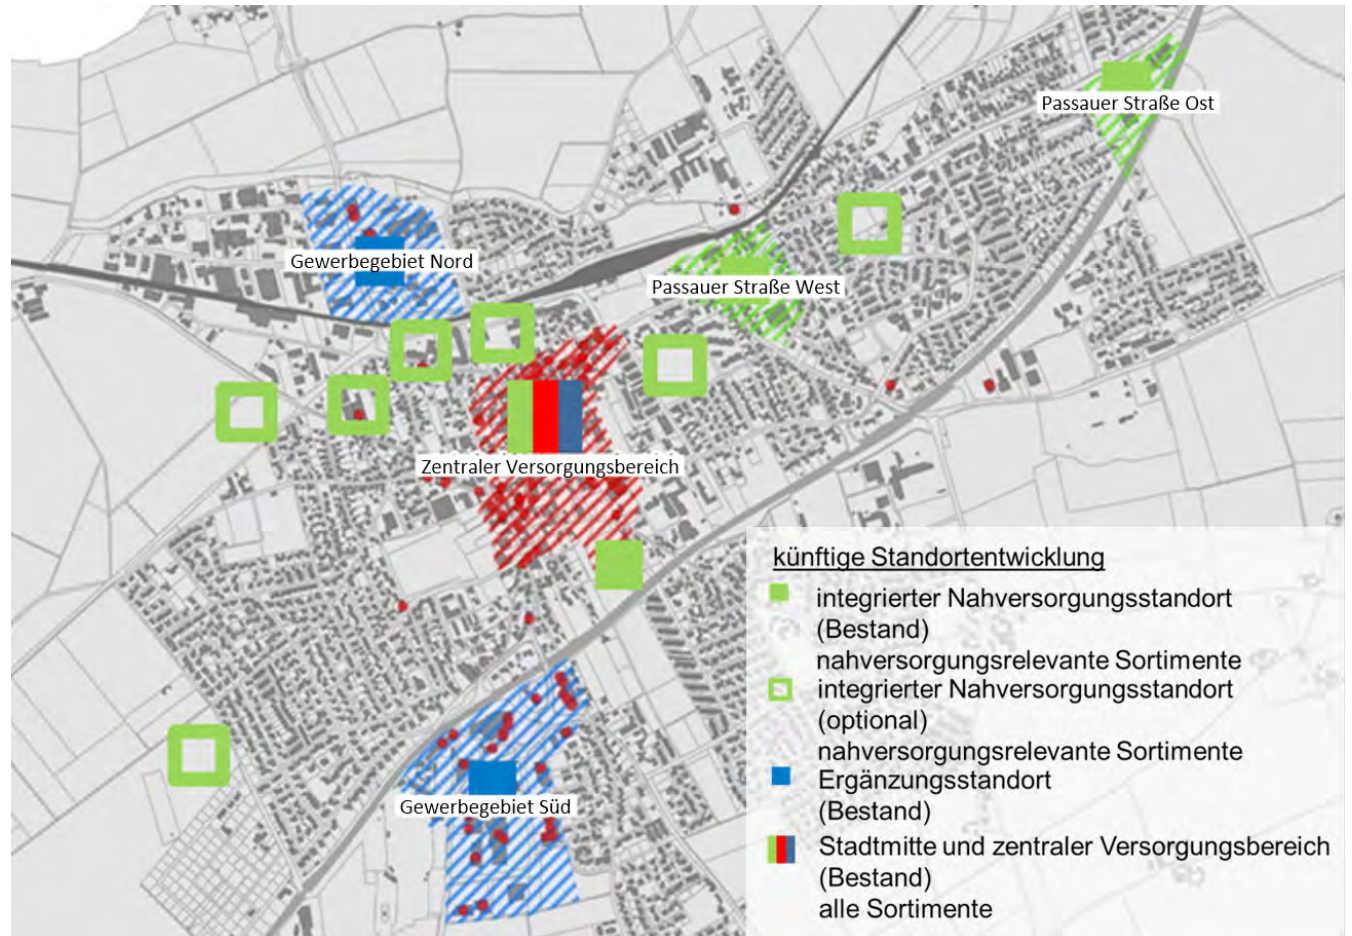 Passauer Straße Ost
Gewerbegebiet Nord
Passauer Straße West
Zentraler Versorgungsbereich
Gewerbegebiet Süd
künftige Standortentwicklung
integrierter Nahversorgungsstandort
(Bestand)
nahversorgungsrelevante Sortimente
integrierter Nahversorgungsstandort
(optional)
nahversorgungsrelevante Sortimente
Ergänzungsstandort
(Bestand)
Stadtmitte und zentraler Versorgungsbereich
(Bestand)
alle Sortimente